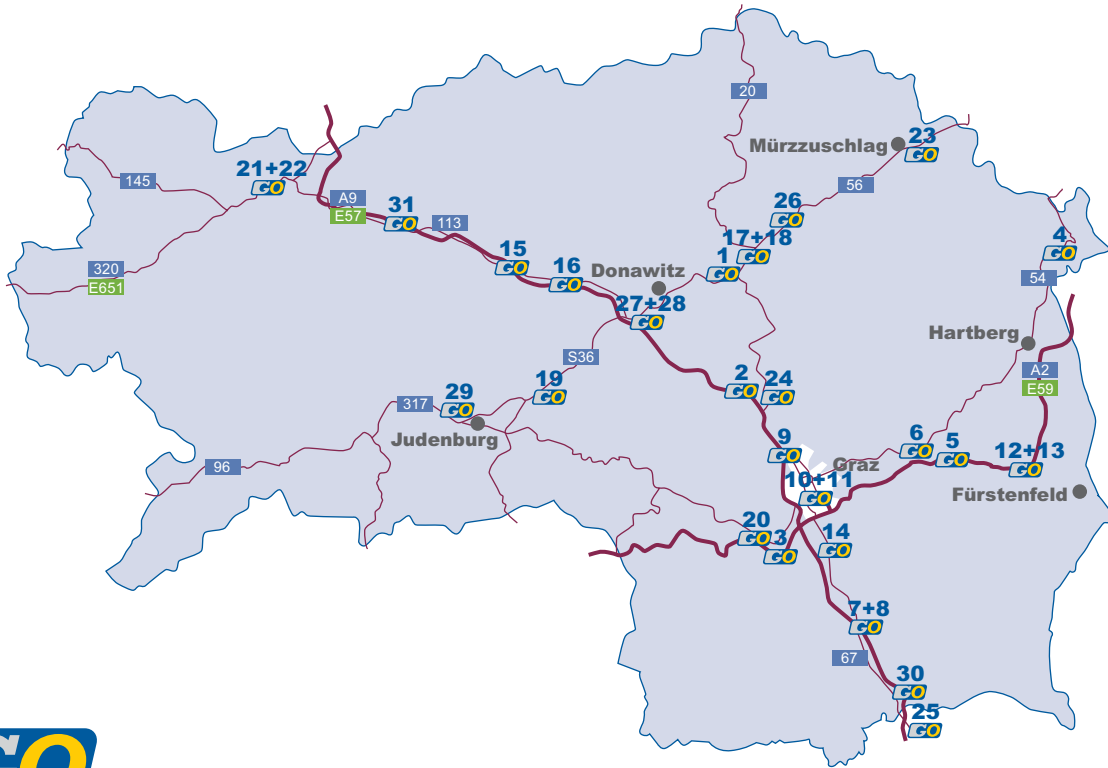 20
Mürzzuschlag
23
GO
145
21+22
GO
56
A9
E57
31
GO
113
26
GO
17+18
GO
1
GO
4
GO
320
E651
15
GO
16
GO
Donawitz
54
27+28
GO
Hartberg
S36
A2
E59
2
GO
24
GO
19
GO
317
29
GO
Judenburg
96
9
GO
Graz
10+11
GO
6
GO
5
GO
12+13
GO
Fürstenfeld
20
GO
3
GO
14
GO
7+8
GO
67
30
GO
25
GO
GO